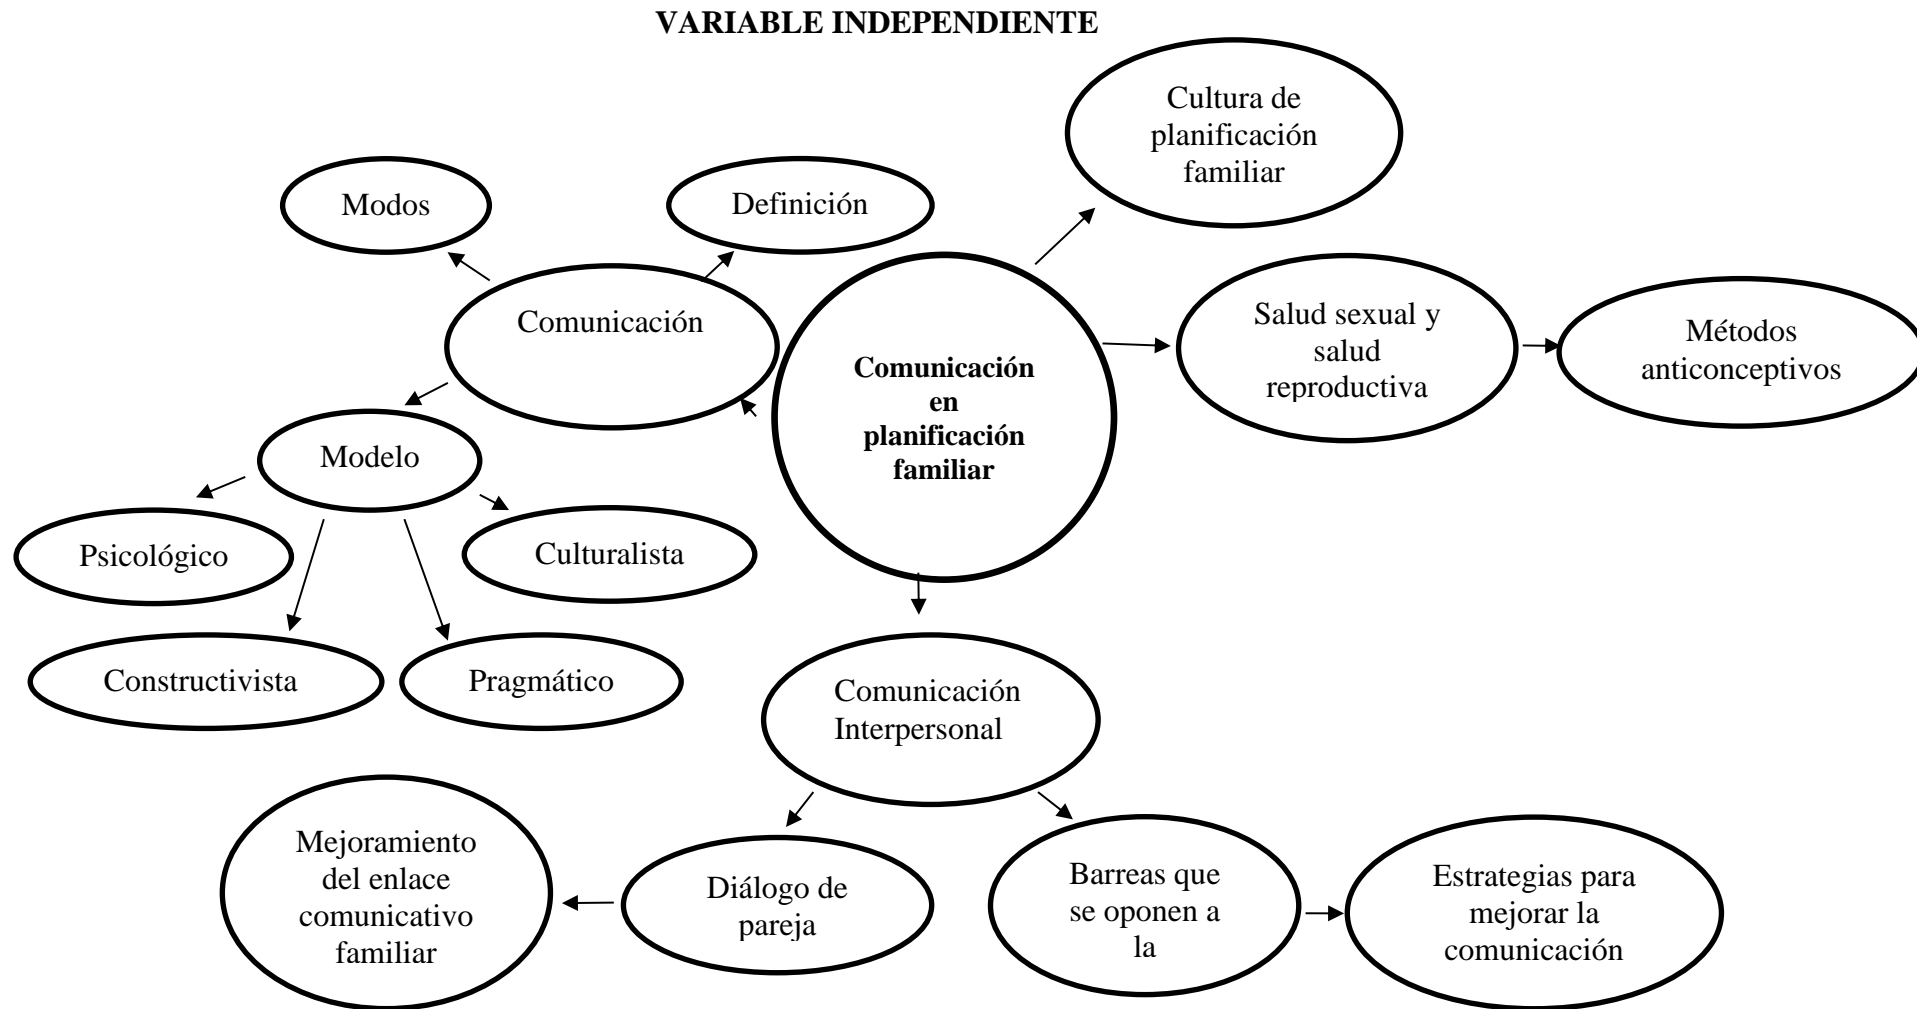 VARIABLE INDEPENDIENTE
Cultura de
planificación
familiar
Modos
Definición
Comunicación
Salud sexual y
salud
reproductiva
Métodos
anticonceptivos
Comunicación
en
planificación
familiar
Modelo
Psicológico
Culturalista
Constructivista
Pragmático
Comunicación
Interpersonal
Mejoramiento
del enlace
comunicativo
familiar
Diálogo de
pareja
Barreas que
se oponen a
la
Estrategias para
mejorar la
comunicación